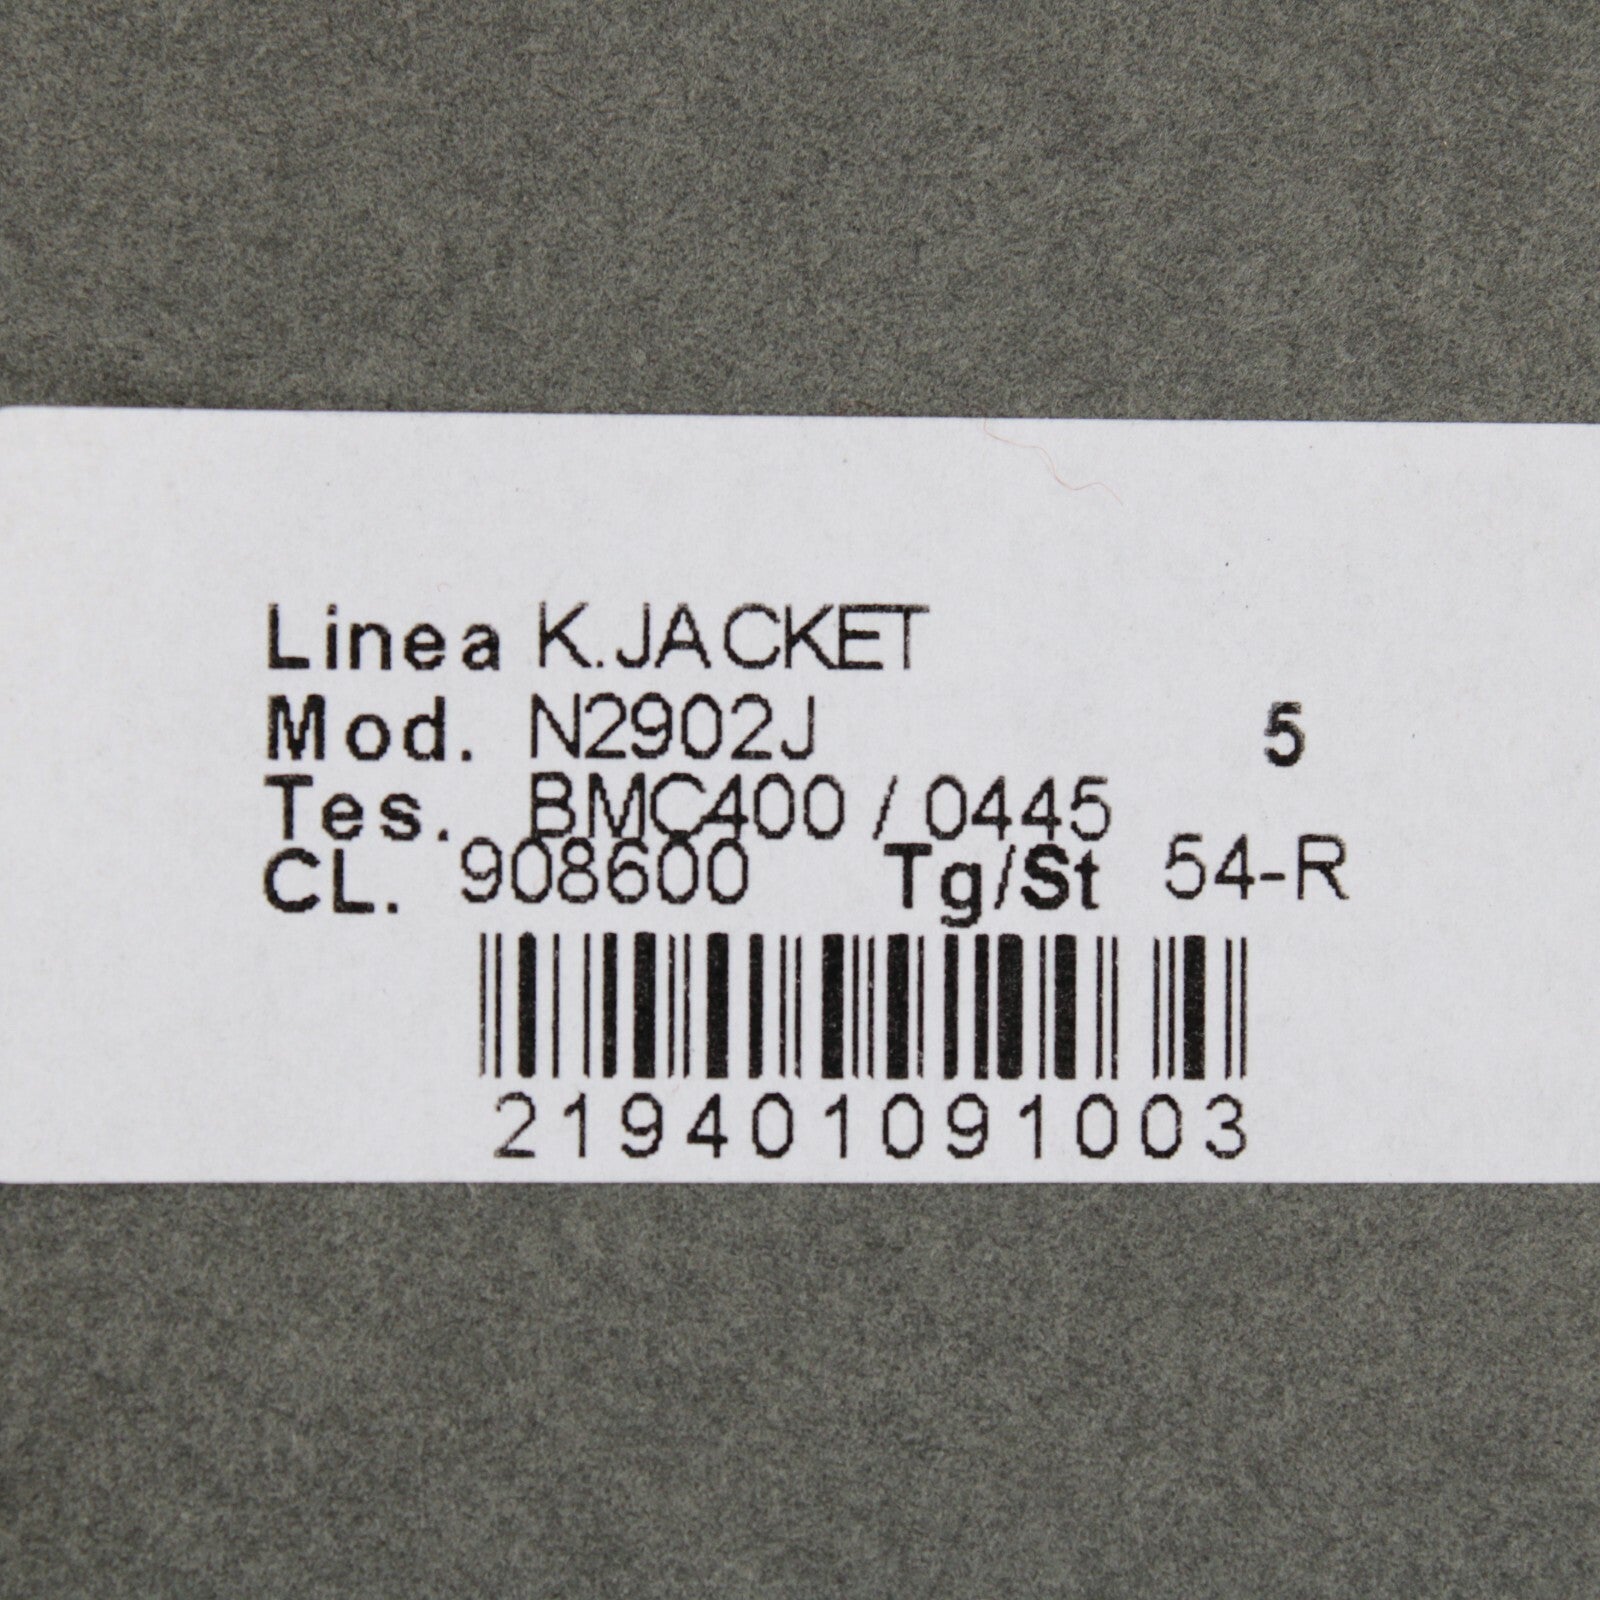 Linea K.JACKET
Mod. N2902J 5
Tes. BMC400 / 0445
CL. 908600 Tg/St 54-R
219401091003